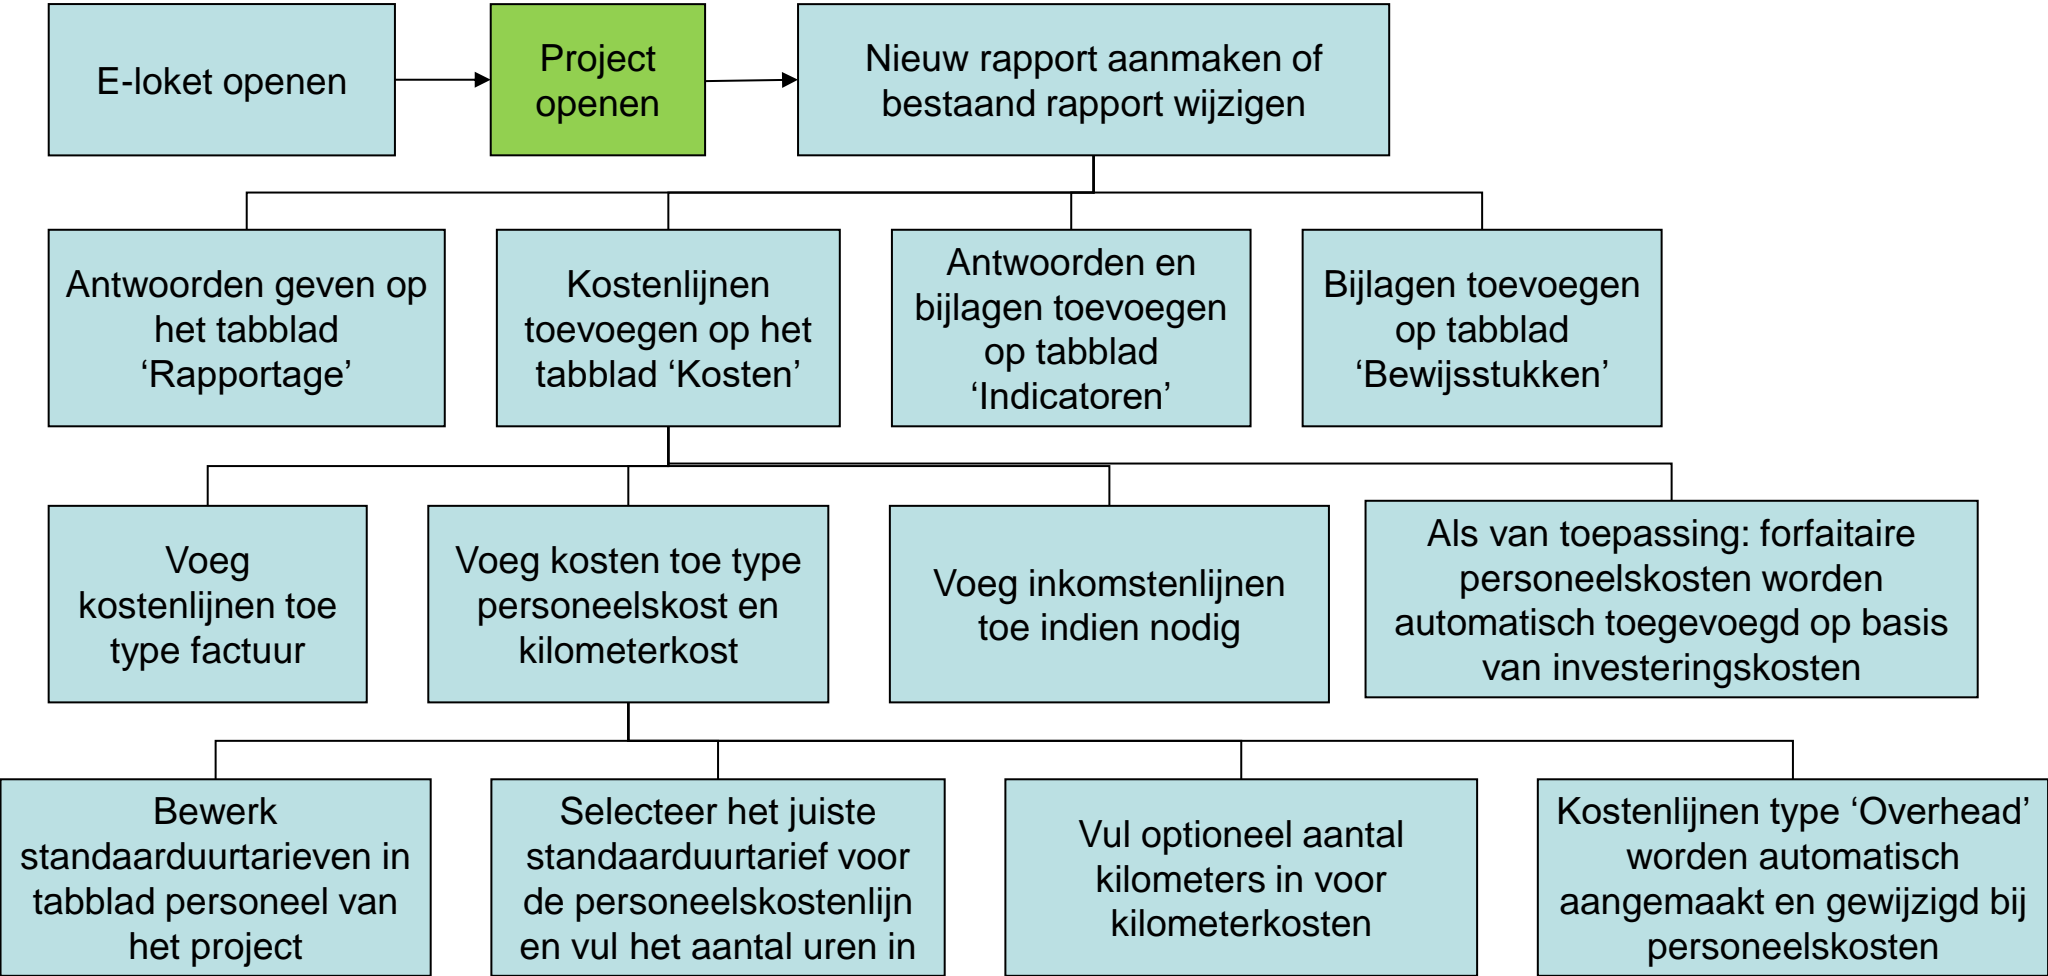 E-loket openen
Project
openen
Nieuw rapport aanmaken of
bestaand rapport wijzigen
Antwoorden geven op
het tabblad
‘Rapportage’
Kostenlijnen
toevoegen op het
tabblad ‘Kosten’
Antwoorden en
bijlagen toevoegen
op tabblad
‘Indicatoren’
Bijlagen toevoegen
op tabblad
‘Bewijsstukken’
Voeg
kostenlijnen toe
type factuur
Voeg kosten toe type
personeelskost en
kilometerkost
Voeg inkomstenlijnen
toe indien nodig
Als van toepassing: forfaitaire
personeelskosten worden
automatisch toegevoegd op basis
van investeringskosten
Bewerk
standaarduurtarieven in
tabblad personeel van
het project
Selecteer het juiste
standaarduurtarief voor
de personeelskostenlijn
en vul het aantal uren in
Vul optioneel aantal
kilometers in voor
kilometerkosten
Kostenlijnen type ‘Overhead’
worden automatisch
aangemaakt en gewijzigd bij
personeelskosten